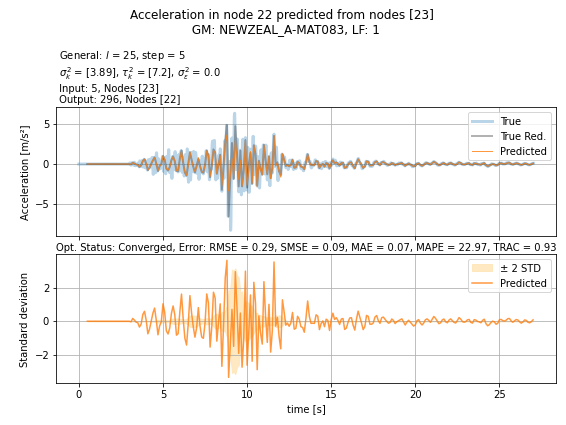 Acceleration in node 22 predicted from nodes [23]
GM: NEWZEAL_A-MAT083, LF: 1
General: l = 25, step = 5
σ²ₖ = [3.89], τ²ₖ = [7.2], σ²ε = 0.0
Input: 5, Nodes [23]
Output: 296, Nodes [22]
Acceleration [m/s²]
5
0
−5
True
True Red.
Predicted
Opt. Status: Converged, Error: RMSE = 0.29, SMSE = 0.09, MAE = 0.07, MAPE = 22.97, TRAC = 0.93
Standard deviation
2
0
−2
± 2 STD
Predicted
0 5 10 15 20 25
time [s]